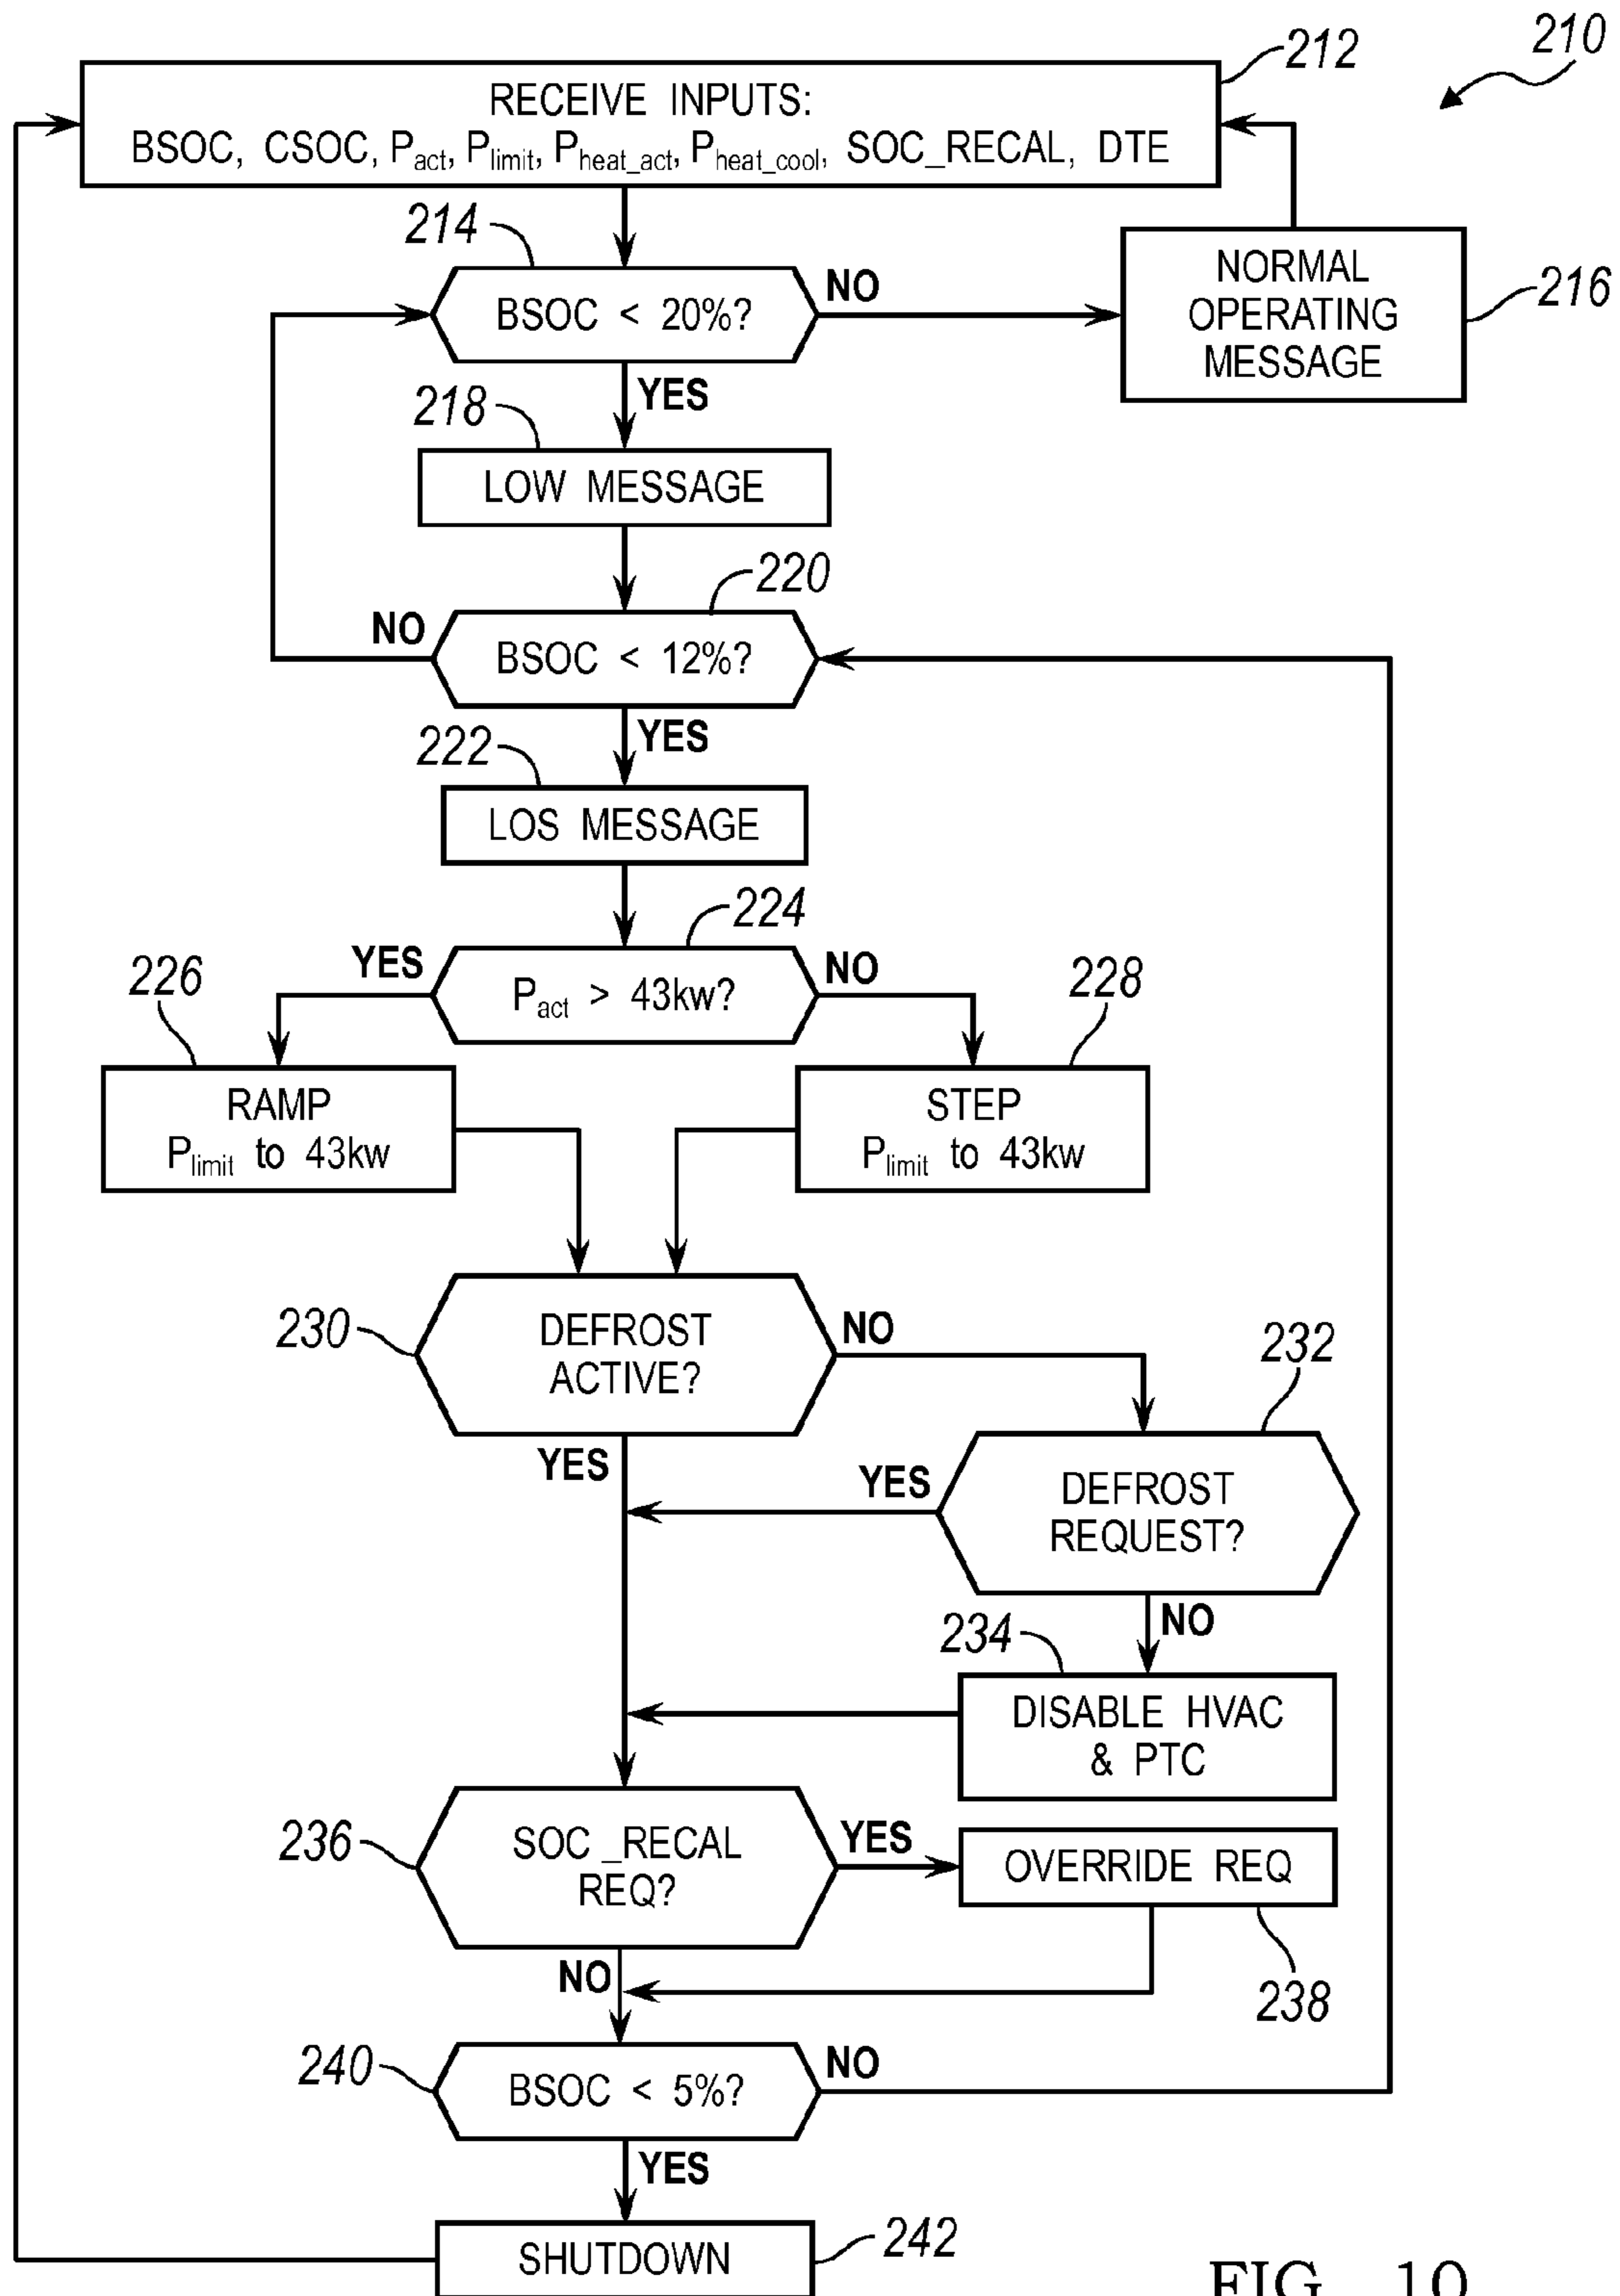 210
212
RECEIVE INPUTS:
BSOC, CSOC, Pact, Plimit, Pheat_act, Pheat_cool, SOC_RECAL, DTE
214
BSOC < 20%?
NO
NORMAL
OPERATING
MESSAGE
216
YES
218
LOW MESSAGE
220
NO
BSOC < 12%?
YES
222
LOS MESSAGE
224
YES
Pact > 43kw?
NO
226
228
RAMP
Plimit to 43kw
STEP
Plimit to 43kw
230
DEFROST
ACTIVE?
NO
232
YES
YES
DEFROST
REQUEST?
NO
234
DISABLE HVAC
& PTC
236
SOC _RECAL
REQ?
YES
OVERRIDE REQ
NO
238
240
BSOC < 5%?
NO
YES
SHUTDOWN
242
FIG. 10